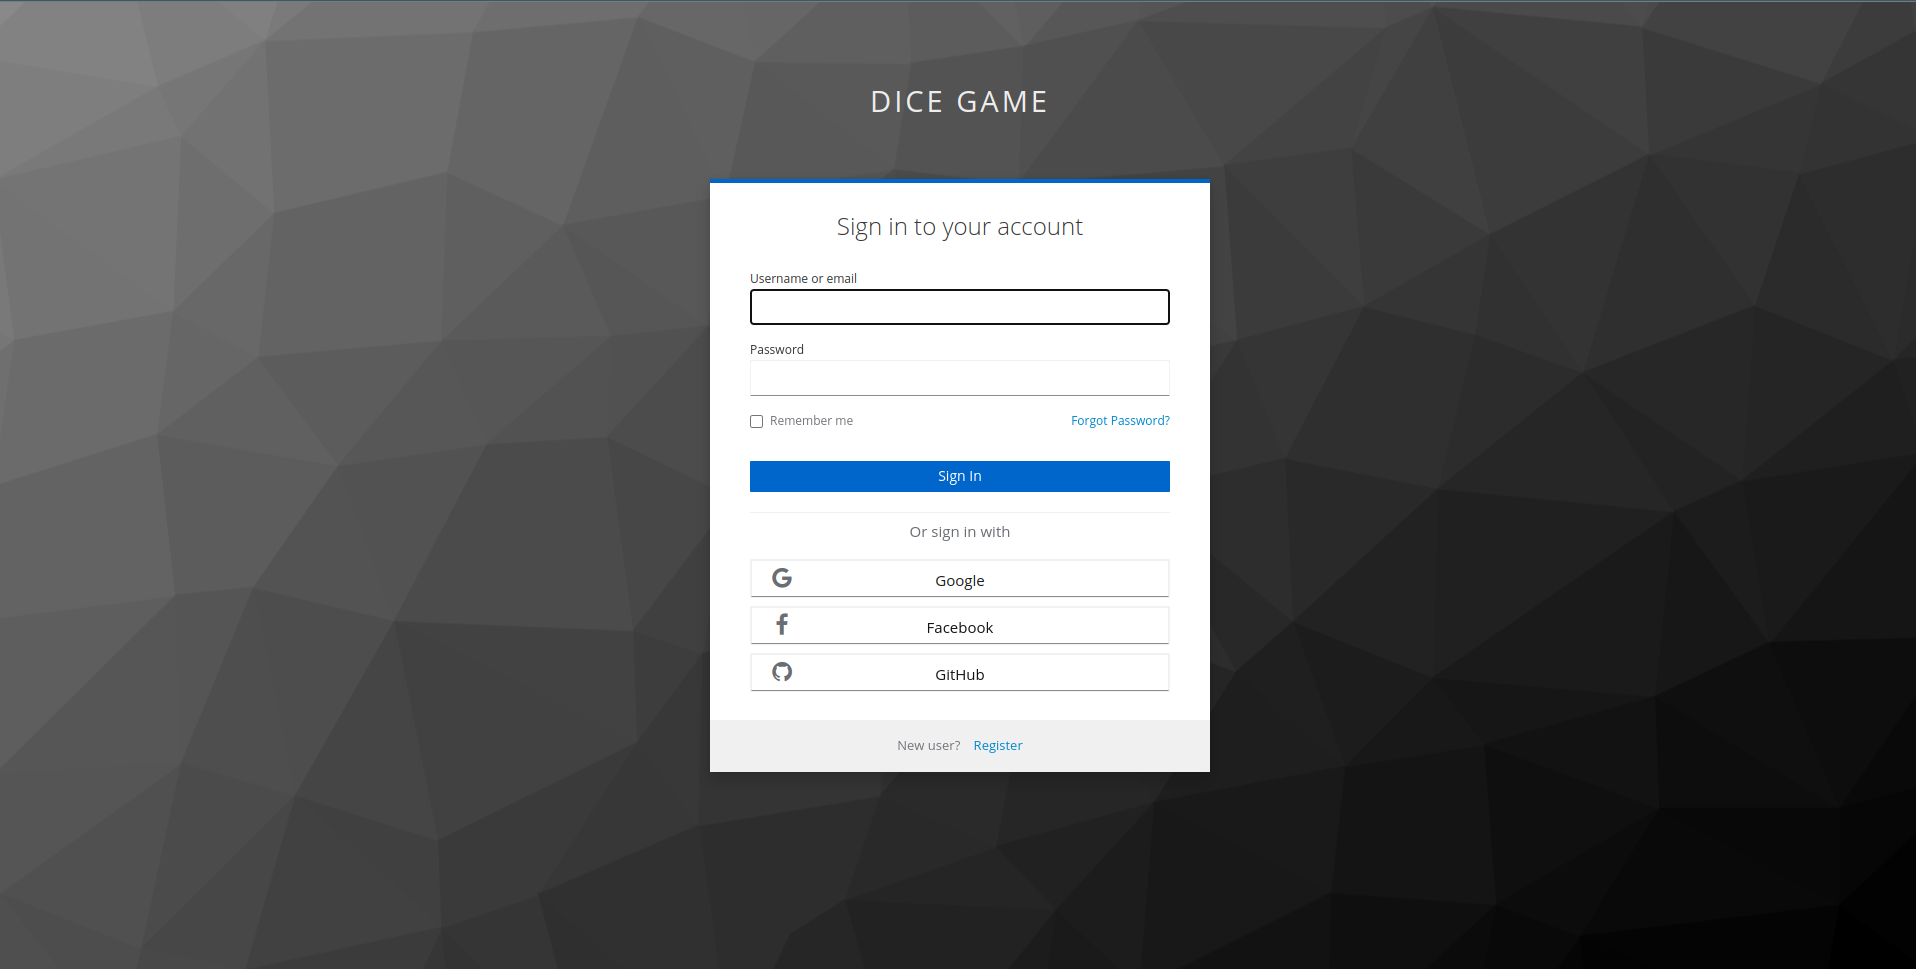 DICE GAME
Sign in to your account
Username or email
Password
Remember me Forgot Password?
Sign In
Or sign in with
Google
Facebook
GitHub
New user? Register